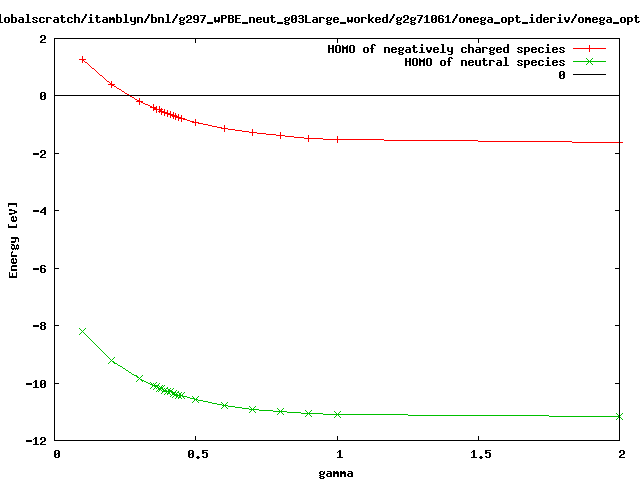 lobalscratch/itamblyn/bnl/g297_wPBE_neut_g03Large_worked/g2g71061/omega_opt_ideriv/omega_opt
HOMO of negatively charged species
HOMO of neutral species
0
2
0
-2
-4
-6
-8
-10
-12
Energy [eV]
0 0.5 1 1.5 2
gamma